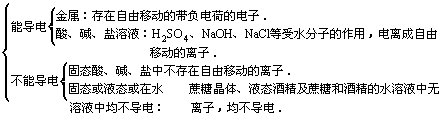 能导电
金属：存在自由移动的带负电荷的电子．
酸、碱、盐溶液：H₂SO₄、NaOH、NaCl等受水分子的作用，电离成自由
移动的离子．
不能导电
固态酸、碱、盐中不存在自由移动的离子．
固态或液态或在水 蔗糖晶体、液态酒精及蔗糖和酒精的水溶液中无
溶液中均不导电： 离子，均不导电．